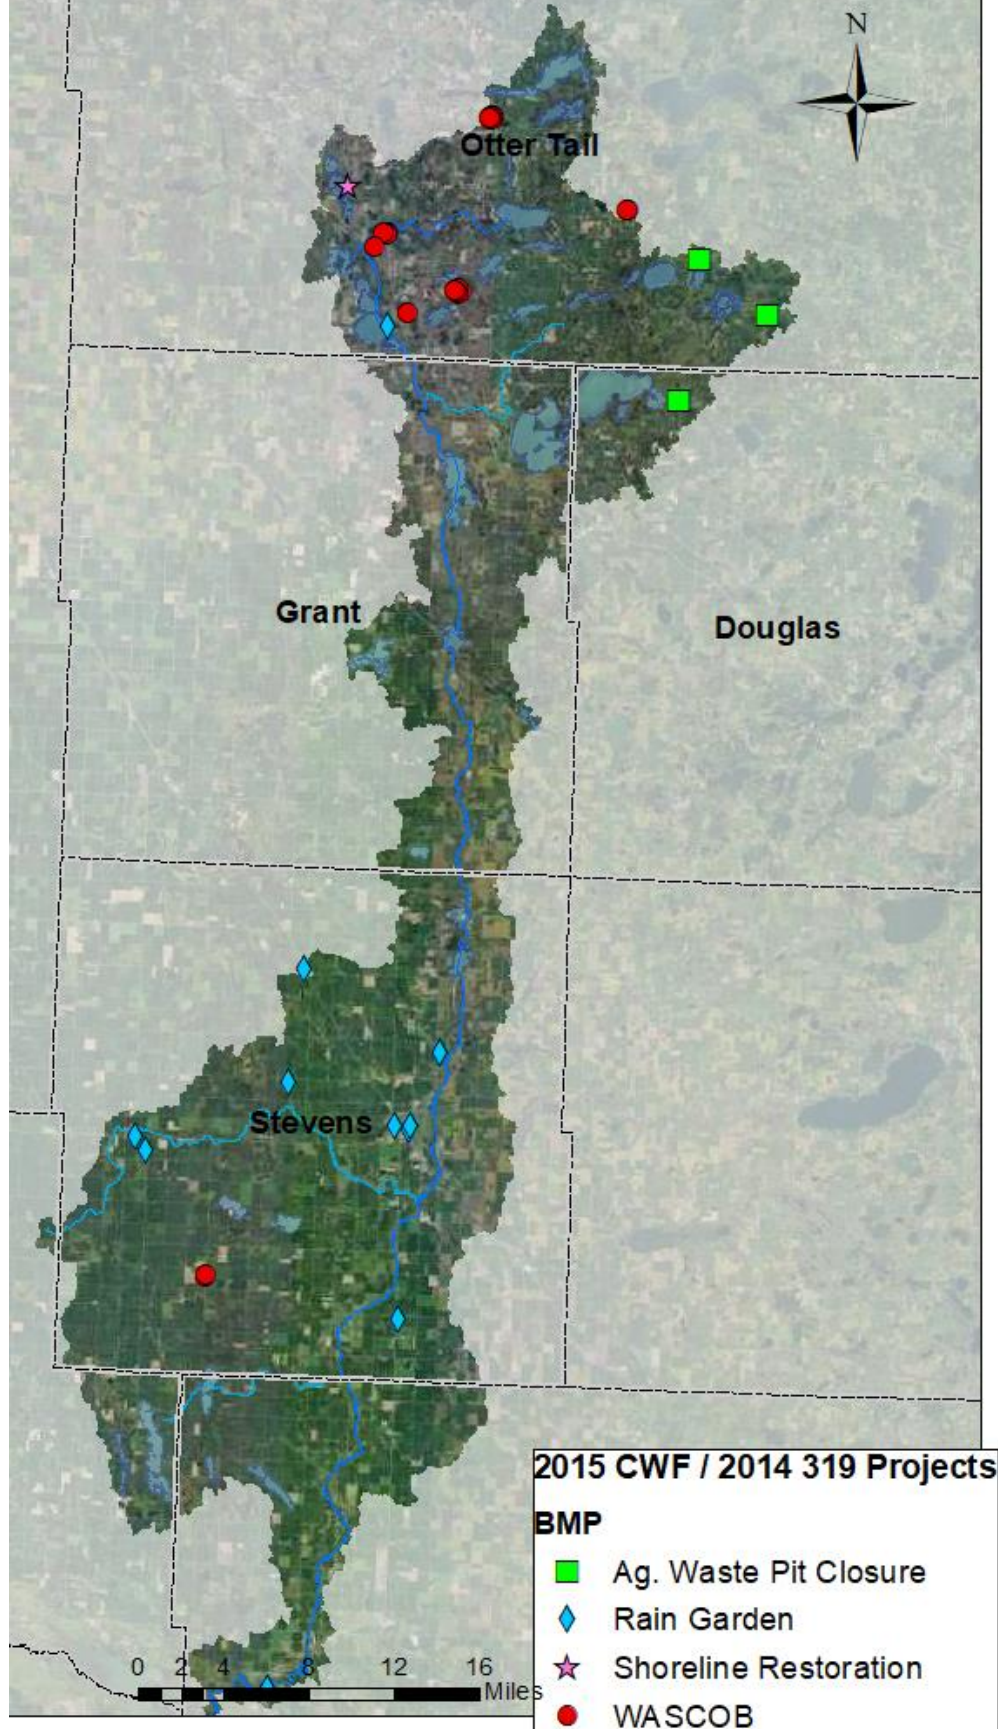 N
Otter Tail
Grant
Douglas
Stevens
2015 CWF / 2014 319 Projects
BMP
Ag. Waste Pit Closure
Rain Garden
Shoreline Restoration
WASCOB
0 2 4 8 12 16
Miles